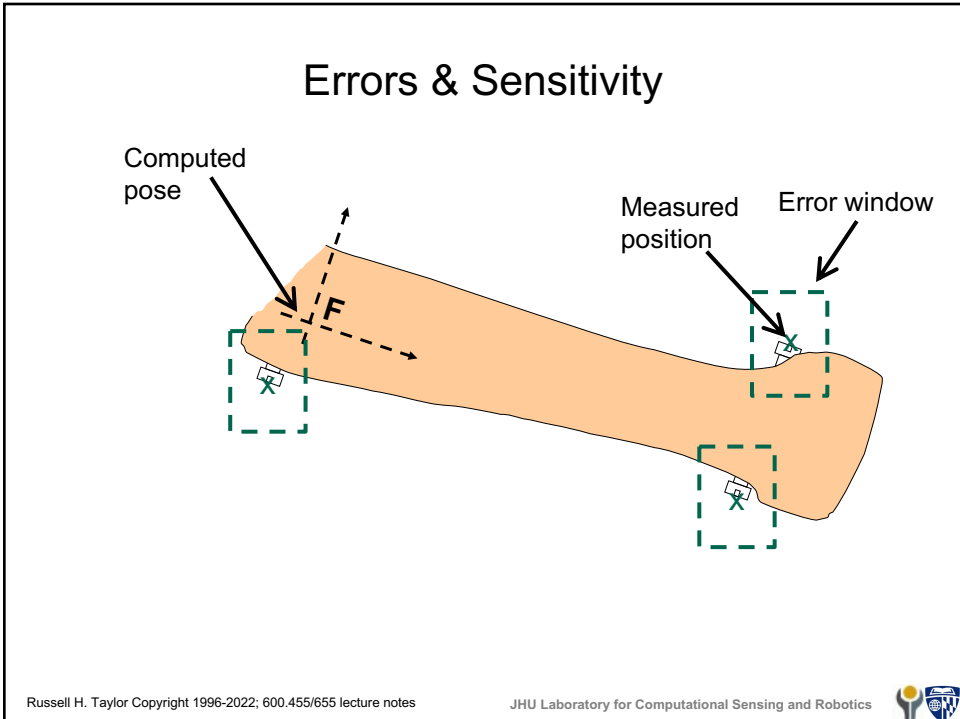 Errors & Sensitivity
Computed
pose
Measured
position
Error window
F
x
x
x
Russell H. Taylor Copyright 1996-2022; 600.455/655 lecture notes
JHU Laboratory for Computational Sensing and Robotics